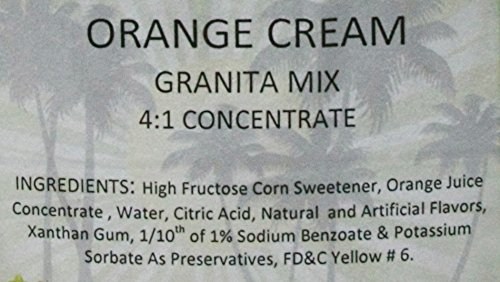 ORANGE CREAM
GRANITA MIX
4:1 CONCENTRATE
INGREDIENTS: High Fructose Corn Sweetener, Orange Juice
Concentrate , Water, Citric Acid, Natural and Artificial Flavors,
Xanthan Gum, 1/10th of 1% Sodium Benzoate & Potassium
Sorbate As Preservatives, FD&C Yellow # 6.